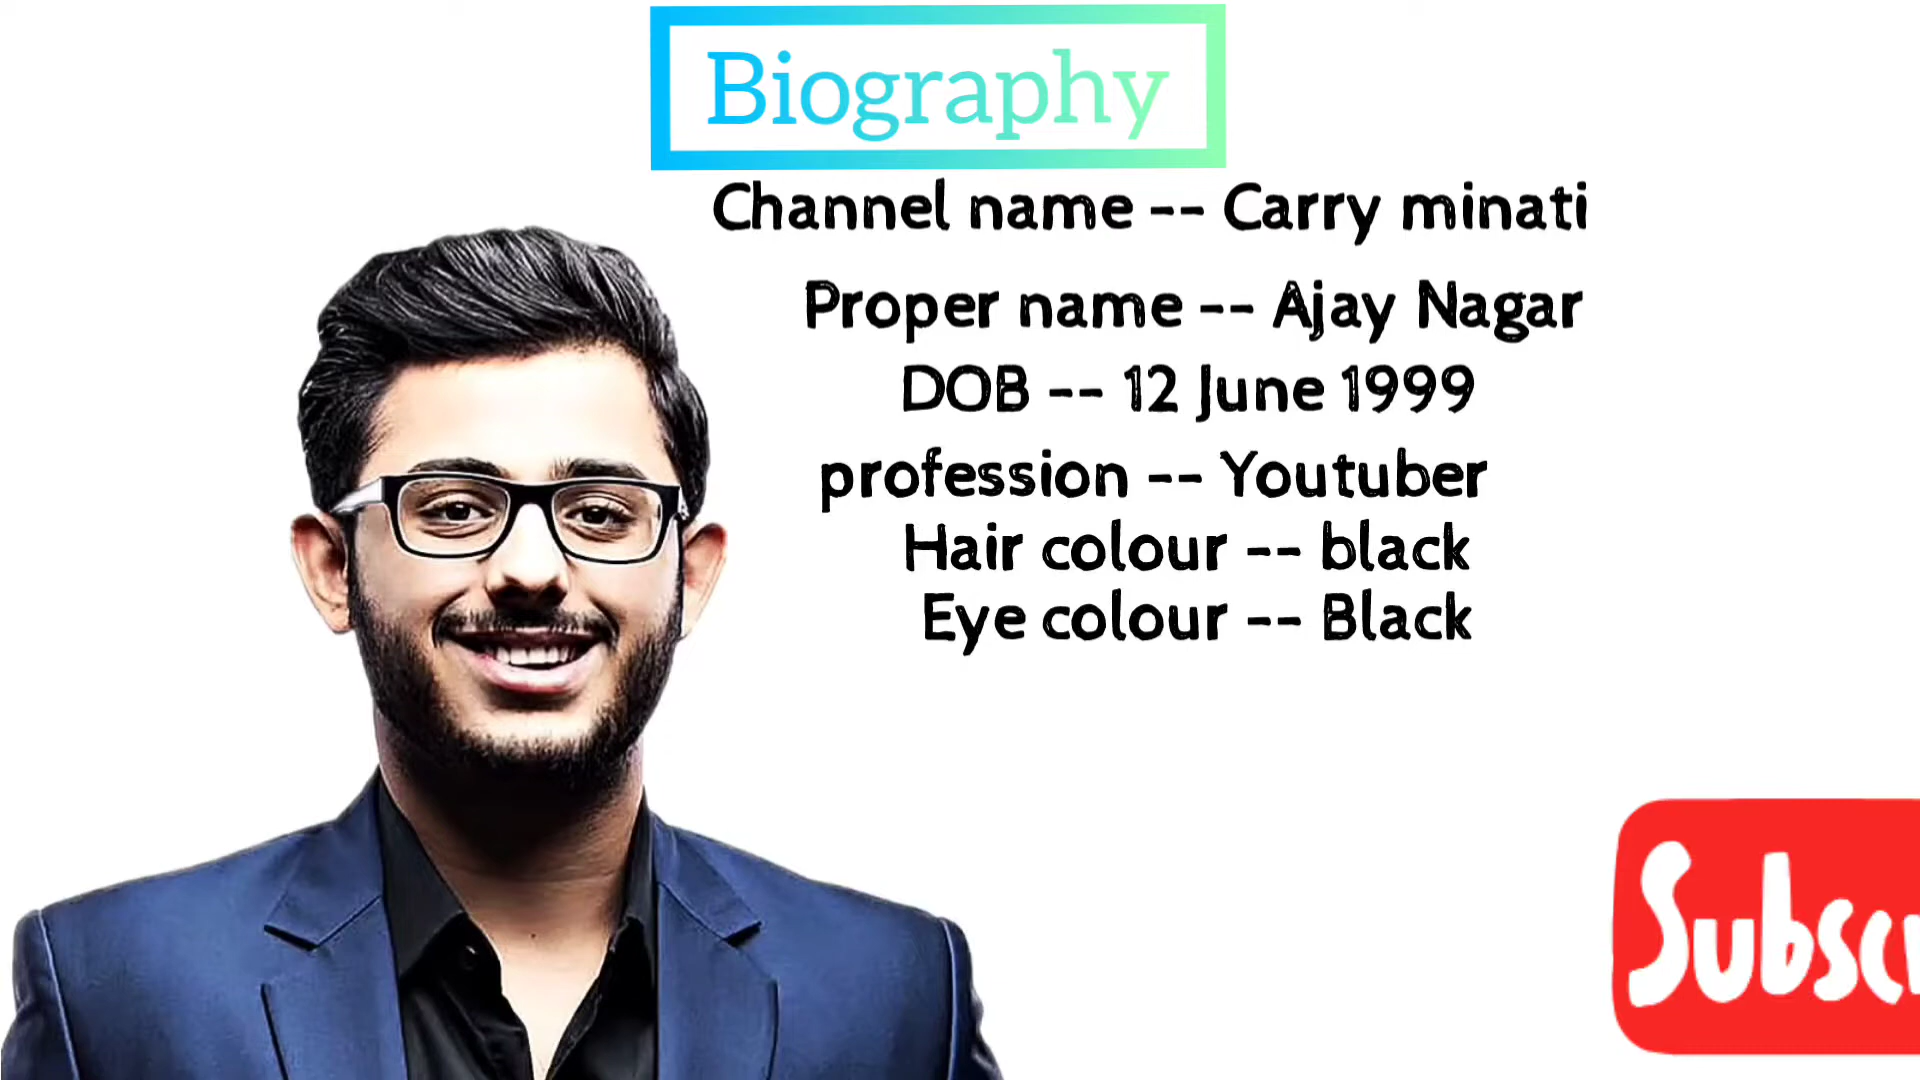 Biography
Channel name -- Carry minati
Proper name -- Ajay Nagar
DOB -- 12 June 1999
profession -- Youtuber
Hair colour -- black
Eye colour -- Black
Subscr